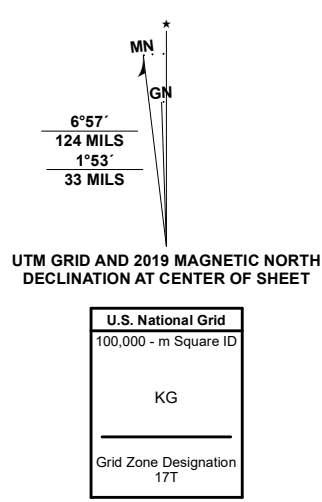 MN
GN
6°57´
124 MILS
1°53´
33 MILS
UTM GRID AND 2019 MAGNETIC NORTH
DECLINATION AT CENTER OF SHEET
U.S. National Grid
100,000 - m Square ID
KG
Grid Zone Designation
17T